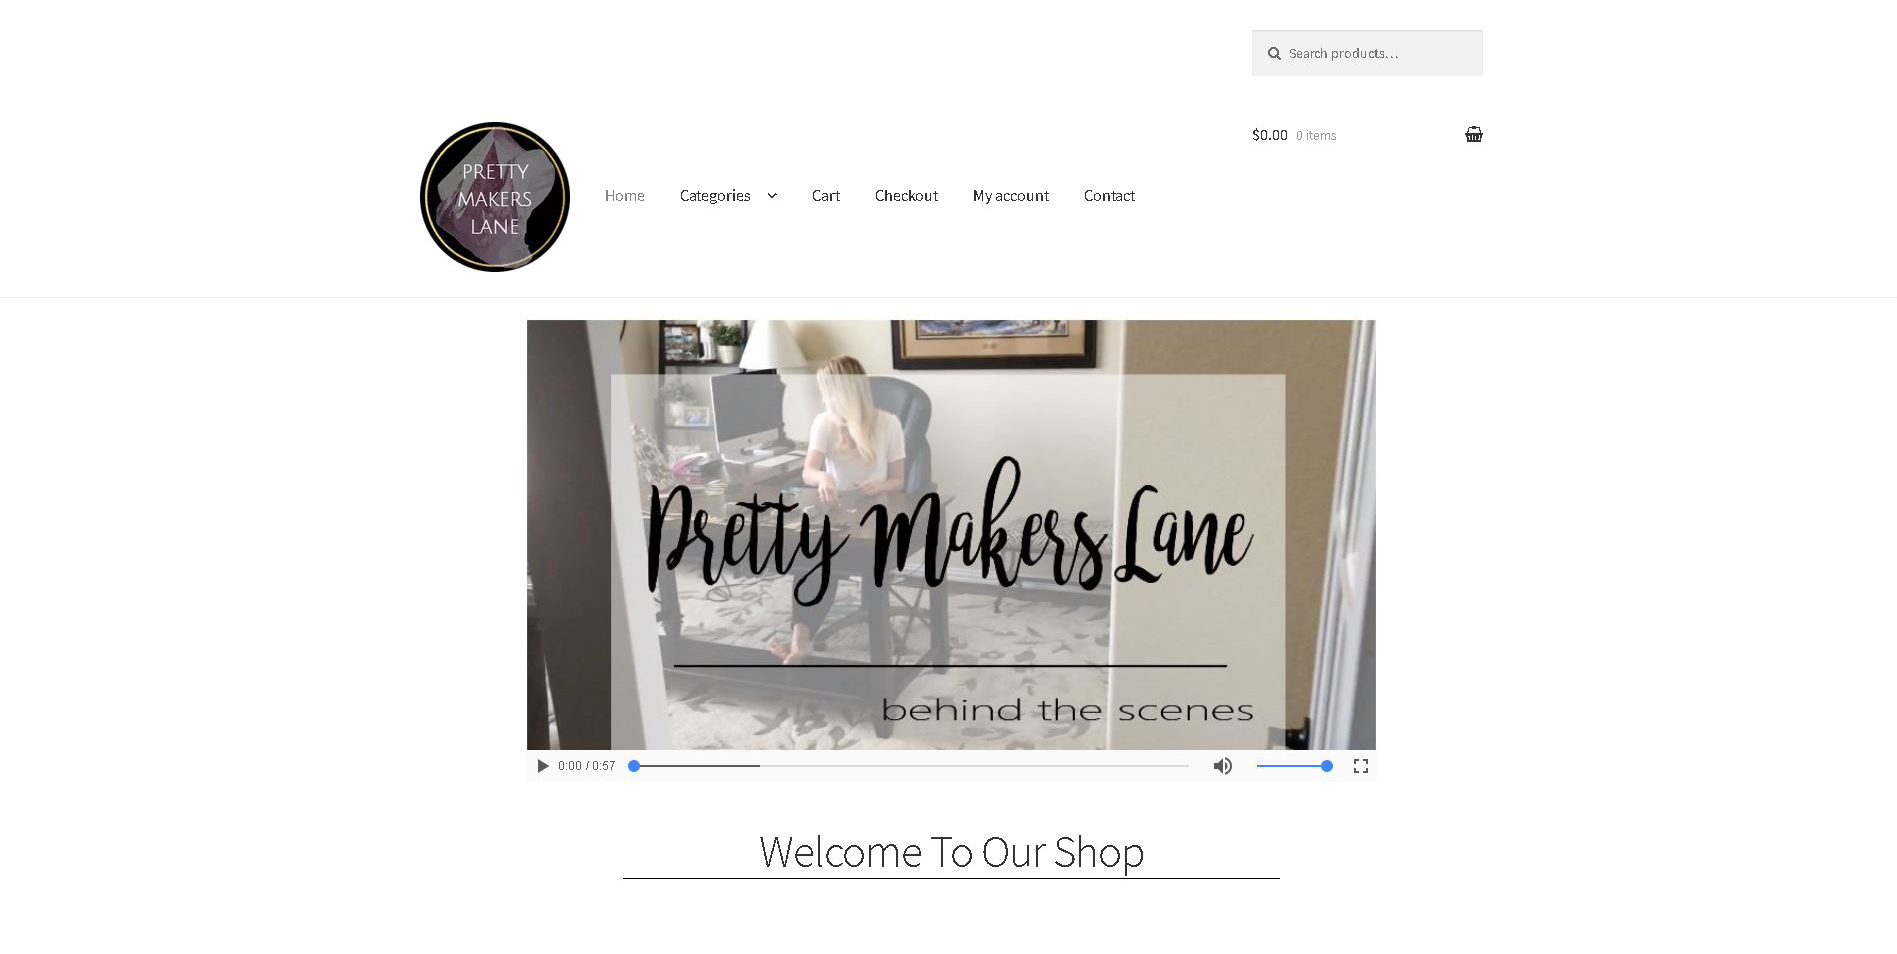 Search products…
$0.00 0 items
PRETTY
MAKERS
LANE
Home Categories Cart Checkout My account Contact
Pretty Makers Lane
behind the scenes
0:00 / 0:57
Welcome To Our Shop